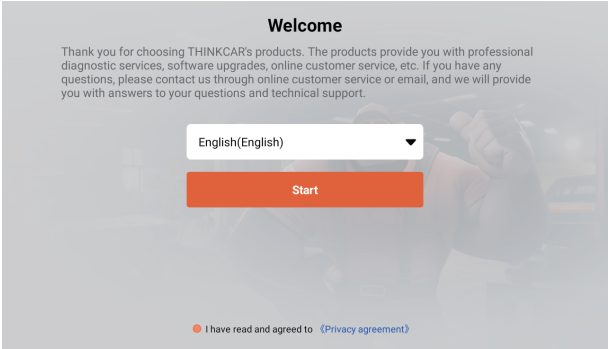 Welcome
Thank you for choosing THINKCAR's products. The products provide you with professional
diagnostic services, software upgrades, online customer service, etc. If you have any
questions, please contact us through online customer service or email, and we will provide
you with answers to your questions and technical support.
English(English)
Start
I have read and agreed to 《Privacy agreement》